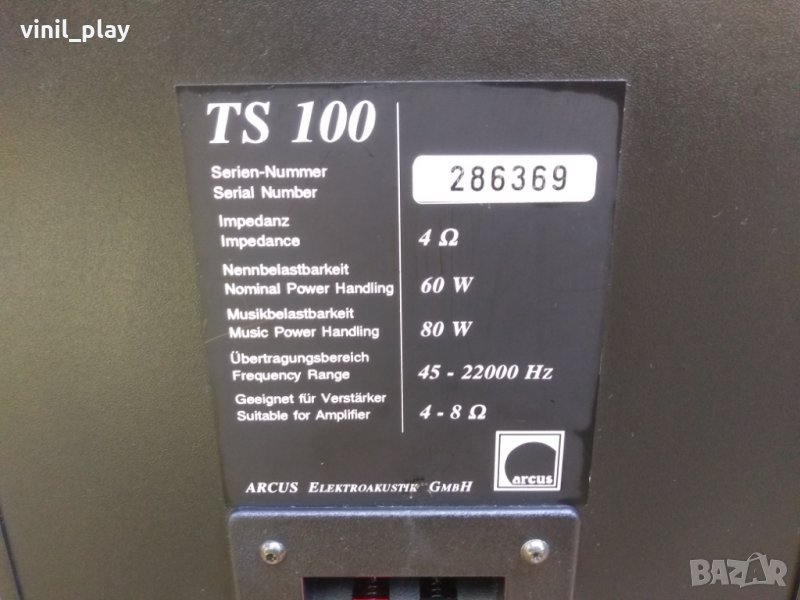 vinil_play
TS 100
Serien-Nummer
Serial Number
286369
Impedanz
Impedance
4 Ω
Nennbelastbarkeit
Nominal Power Handling
60 W
Musikbelastbarkeit
Music Power Handling
80 W
Übertragungsbereich
Frequency Range
45 - 22000 Hz
Geeignet für Verstärker
Suitable for Amplifier
4 - 8 Ω
ARCUS ELEKTROAKUSTIK GMBH
arcus
BAZAR